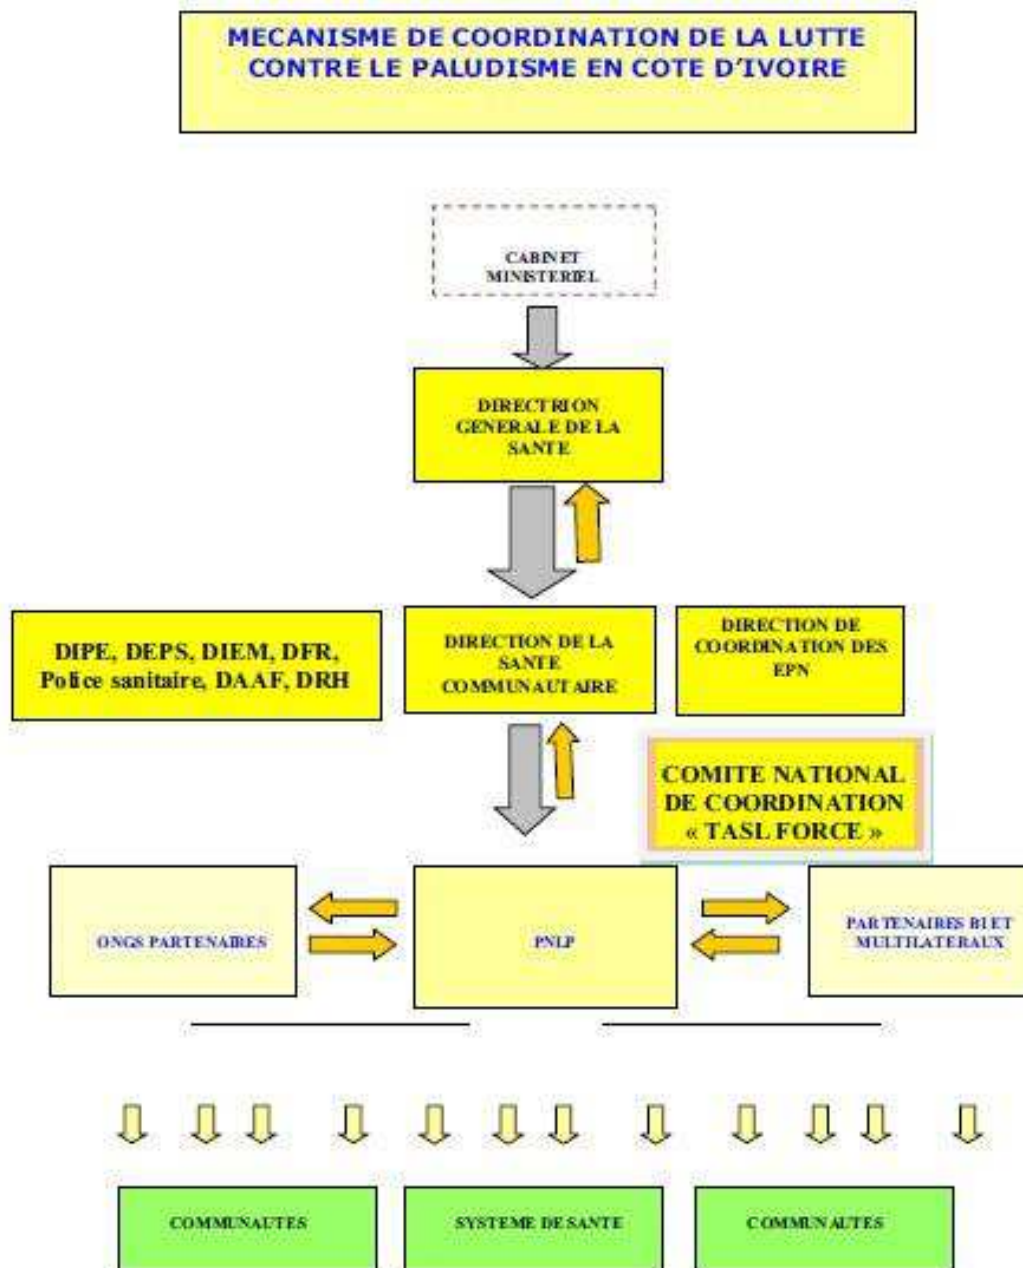 MECANISME DE COORDINATION DE LA LUTTE
CONTRE LE PALUDISME EN COTE D'IVOIRE
CABINET
MINISTERIEL
DIRECTRION
GENERALE DE LA
SANTE
DIPE, DEPS, DIEM, DFR,
Police sanitaire, DAAF, DRH
DIRECTION DE LA
SANTE
COMMUNAUTAIRE
DIRECTION DE
COORDINATION DES
EPN
COMITE NATIONAL
DE COORDINATION
« TASL FORCE »
ONGS PARTENAIRES
PNLP
PARTENAIRES BI ET
MULTILATERAUX
COMMUNAUTES
SYSTEME DE SANTE
COMMUNAUTES